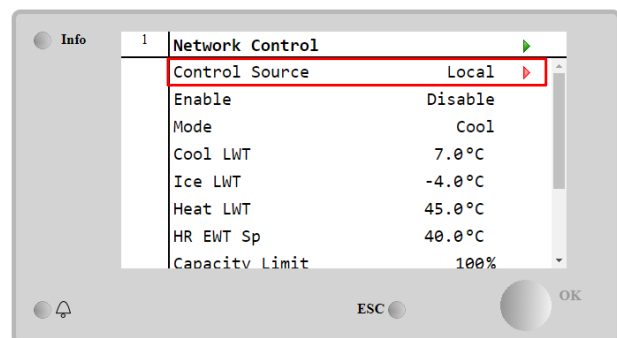 Info
1 Network Control
Control Source Local
Enable Disable
Mode Cool
Cool LWT 7.0°C
Ice LWT -4.0°C
Heat LWT 45.0°C
HR EWT Sp 40.0°C
Capacity Limit 100%
ESC OK